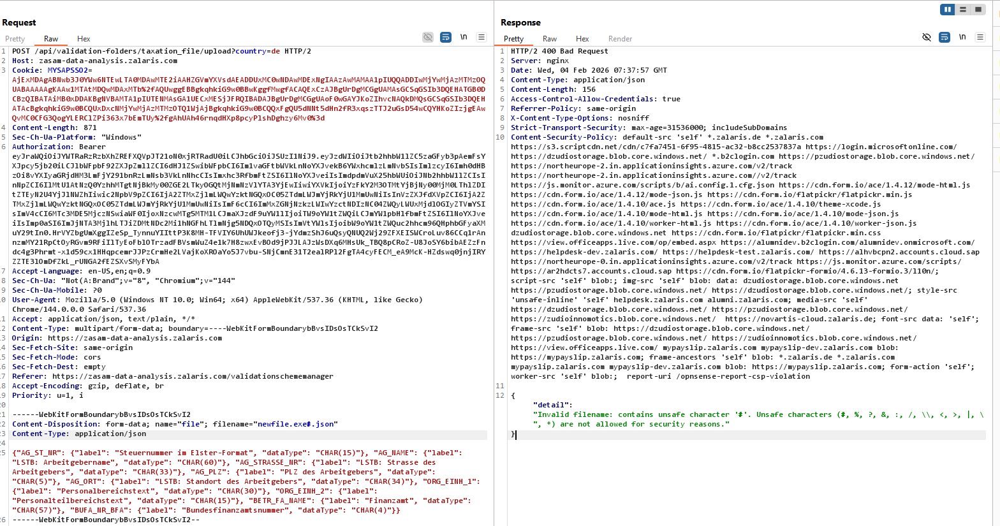 Request
Pretty Raw Hex
\n
1 POST /api/validation-folders/taxation_file/upload?country=de HTTP/2
2 Host: zasam-data-analysis.zalaris.com
3 Cookie: MYSAPSSO2=
4 Content-Length: 871
5 Sec-Ch-Ua-Platform: "Windows"
6 Authorization: Bearer
7 Accept-Language: en-US,en;q=0.9
8 Sec-Ch-Ua: "Not(A:Brand";v="8", "Chromium";v="144"
9 Sec-Ch-Ua-Mobile: ?0
0 User-Agent: Mozilla/5.0 (Windows NT 10.0; Win64; x64) AppleWebKit/537.36 (KHTML, like Gecko)
Chrome/144.0.0.0 Safari/537.36
1 Accept: application/json, text/plain, */*
2 Content-Type: multipart/form-data; boundary=----WebKitFormBoundarybBvsIDsOsTCkSvI2
3 Origin: https://zasam-data-analysis.zalaris.com
4 Sec-Fetch-Site: same-origin
5 Sec-Fetch-Mode: cors
6 Sec-Fetch-Dest: empty
7 Referer: https://zasam-data-analysis.zalaris.com/validationschememanager
8 Accept-Encoding: gzip, deflate, br
9 Priority: u=1, i
20
21 ------WebKitFormBoundarybBvsIDsOsTCkSvI2
22 Content-Disposition: form-data; name="file"; filename="newfile.exe#.json"
23 Content-Type: application/json
24
25 {"AG_ST_NR": {"label": "Steuernummer im Elster-Format", "dataType": "CHAR(15)"}, "AG_NAME": {"label":
"LSTB: Arbeitgebername", "dataType": "CHAR(60)"}, "AG_STRASSE_NR": {"label": "LSTB: Strasse des
Arbeitgebers", "dataType": "CHAR(33)"}, "AG_PLZ": {"label": "PLZ des Arbeitgebers", "dataType":
"CHAR(5)"}, "AG_ORT": {"label": "LSTB: Standort des Arbeitgebers", "dataType": "CHAR(34)"}, "ORG_EINH_1":
{"label": "Personalbereichstext", "dataType": "CHAR(30)"}, "ORG_EINH_2": {"label":
"Personalteilbereichstext", "dataType": "CHAR(15)"}, "BETR_FA_NAME": {"label": "Finanzamt", "dataType":
"CHAR(57)"}, "BUFA_NR_BFA": {"label": "Bundesfinanzamtsnummer", "dataType": "CHAR(4)"}}
26 ------WebKitFormBoundarybBvsIDsOsTCkSvI2--
Response
Pretty Raw Hex Render
\n
1 HTTP/2 400 Bad Request
2 Server: nginx
3 Date: Wed, 04 Feb 2026 07:37:57 GMT
4 Content-Type: application/json
5 Content-Length: 156
6 Access-Control-Allow-Credentials: true
7 Referrer-Policy: same-origin
8 X-Content-Type-Options: nosniff
9 Strict-Transport-Security: max-age=31536000; includeSubDomains
10 Content-Security-Policy: default-src 'self' *.zalaris.de *.zalaris.com
https://s3.scriptcdn.net/cdn/c7fa7451-6f95-4815-ac32-b8cc2537837a https://login.microsoftonline.com/
https://dzudiostorage.blob.core.windows.net/ *.b2clogin.com https://pzudiostorage.blob.core.windows.net/
https://northeurope-2.in.applicationinsights.azure.com/v2/track
https://northeurope-2.in.applicationinsights.azure.com//v2/track
https://js.monitor.azure.com/scripts/b/ai.config.1.cfg.json https://cdn.form.io/ace/1.4.12/mode-html.js
https://cdn.form.io/ace/1.4.12/mode-json.js https://cdn.form.io/flatpickr/flatpickr.min.js
https://cdn.form.io/ace/1.4.10/ace.js https://cdn.form.io/ace/1.4.10/theme-xcode.js
https://cdn.form.io/ace/1.4.10/mode-html.js https://cdn.form.io/ace/1.4.10/mode-json.js
https://cdn.form.io/ace/1.4.10/worker-html.js https://cdn.form.io/ace/1.4.10/worker-json.js
dzudiostorage.blob.core.windows.net https://cdn.form.io/flatpickr/flatpickr.min.css
https://view.officeapps.live.com/op/embed.aspx https://alumnidev.b2clogin.com/alumnidev.onmicrosoft.com/
https://helpdesk-dev.zalaris.com/ https://helpdesk-test.zalaris.com/ https://alhvbcpn2.accounts.cloud.sap
https://northeurope-0.in.applicationinsights.azure.com/v2/track https://js.monitor.azure.com/scripts/
https://ar2hdcts7.accounts.cloud.sap https://cdn.form.io/flatpickr-formio/4.6.13-formio.3/l10n/;
script-src 'self' blob:; img-src 'self' blob: data: dzudiostorage.blob.core.windows.net
https://pzudiostorage.blob.core.windows.net/ https://dzudiostorage.blob.core.windows.net/; style-src
'unsafe-inline' 'self' helpdesk.zalaris.com alumni.zalaris.com; media-src 'self'
https://dzudiostorage.blob.core.windows.net/ https://pzudiostorage.blob.core.windows.net/
https://zudioinnomotics.blob.core.windows.net/ https://novartis-cloud.zalaris.de; font-src data: 'self';
frame-src 'self' blob: https://dzudiostorage.blob.core.windows.net/
https://pzudiostorage.blob.core.windows.net/ https://zudioinnomotics.blob.core.windows.net/
https://view.officeapps.live.com/ mypayslip.zalaris.com mypayslip-dev.zalaris.com blob:
https://mypayslip.zalaris.com; frame-ancestors 'self' blob: *.zalaris.de *.zalaris.com
mypayslip.zalaris.com mypayslip-dev.zalaris.com blob: https://mypayslip.zalaris.com; form-action 'self';
worker-src 'self' blob:; report-uri /opnsense-report-csp-violation
11
12 {
"detail":
"Invalid filename: contains unsafe character '#'. Unsafe characters (#, %, ?, &, :, /, \\, <, >, |, \
", *) are not allowed for security reasons."
}